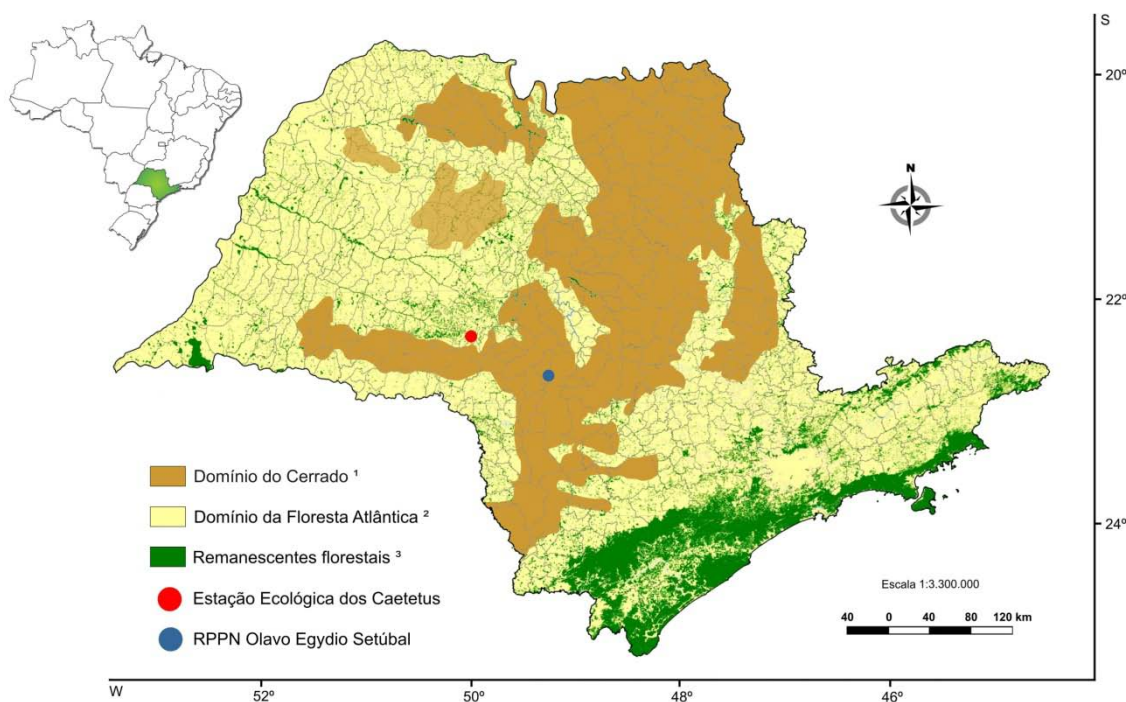 S
20º
N
22º
Domínio do Cerrado ¹
Domínio da Floresta Atlântica ²
24º
Remanescentes florestais ³
Escala 1:3.300.000
Estação Ecológica dos Caetetus
40 0 40 80 120 km
RPPN Olavo Egydio Setúbal
W
52º 50º 48º 46º